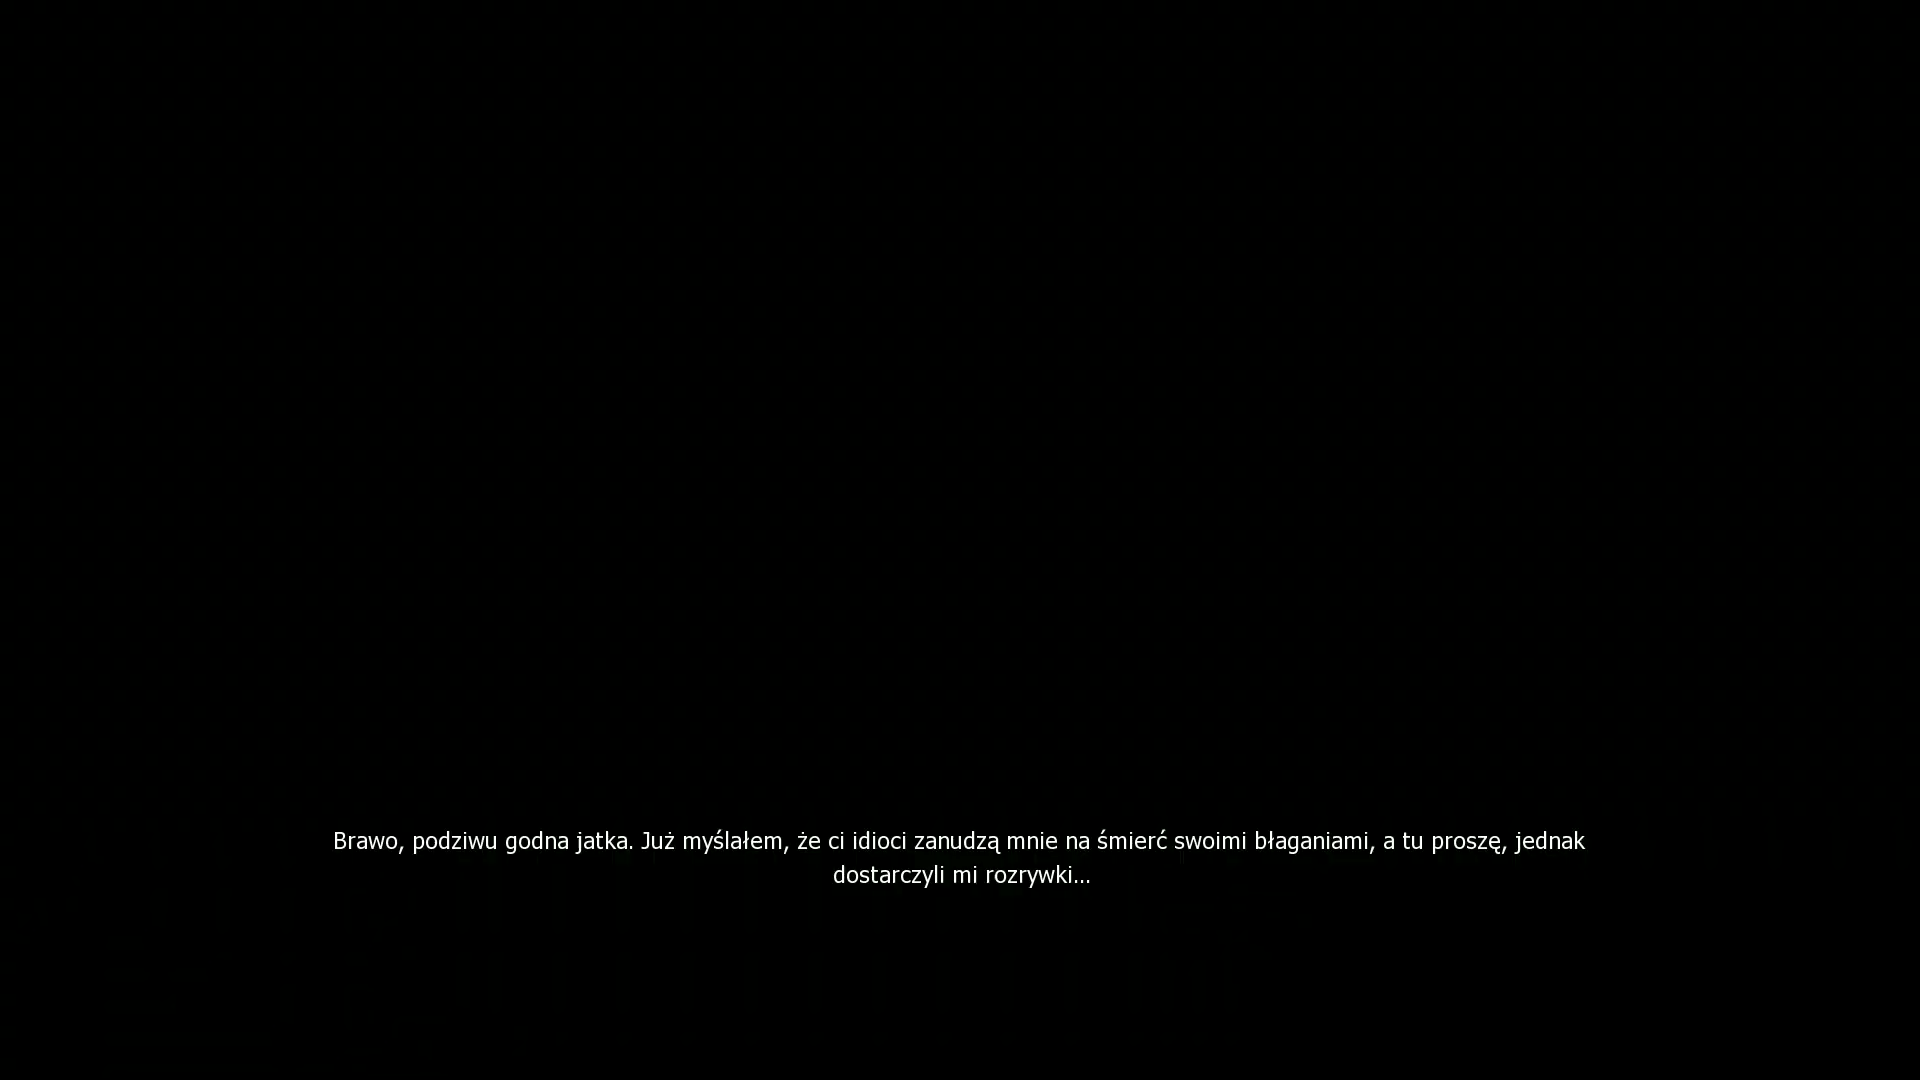 Brawo, podziwu godna jatka. Już myślałem, że ci idioci zanudzą mnie na śmierć swoimi błaganiami, a tu proszę, jednak
dostarczyli mi rozrywki...